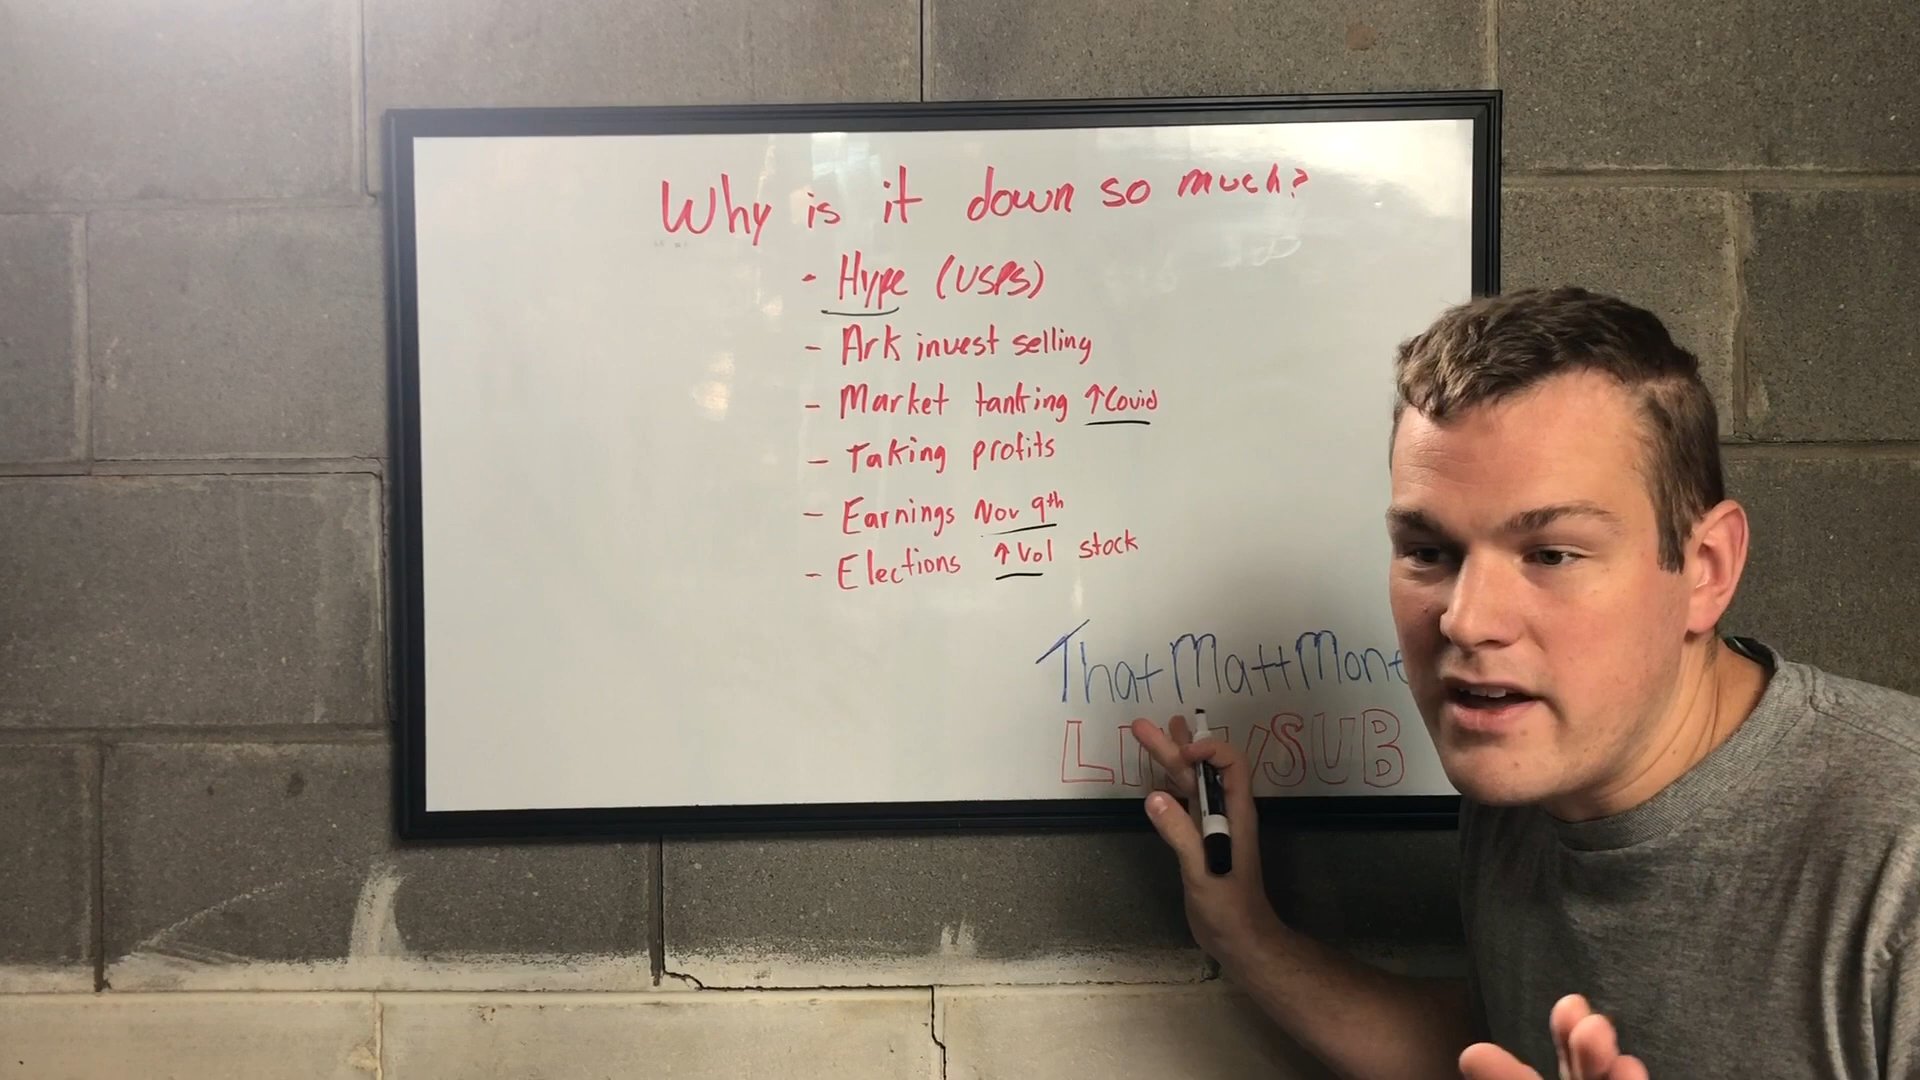 Why is it down so much?
- Hype (USPS)
- Ark invest selling
- Market tanking ↑Covid
- Taking profits
- Earnings Nov 9th
- Elections ↑Vol stock
ThatMattMone
LIKE/SUB